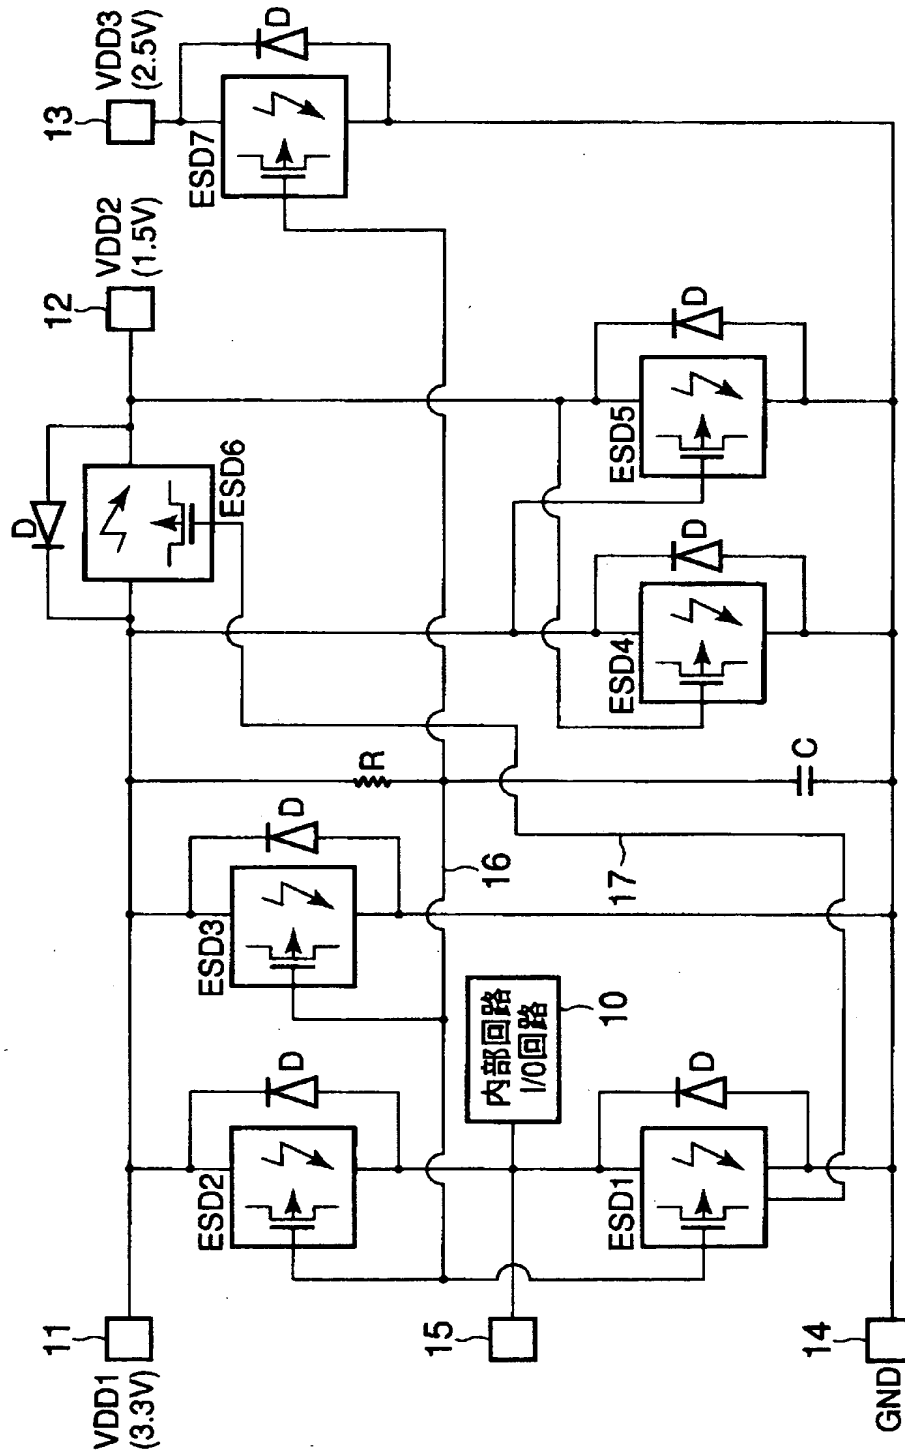 VDD1
(3.3V)
11
ESD2
D
ESD3
D
R
D
ESD6
12
VDD2
(1.5V)
13
VDD3
(2.5V)
ESD7
D
15
内部回路
I/O回路
10
16
17
14
GND
ESD1
D
C
ESD4
D
ESD5
D